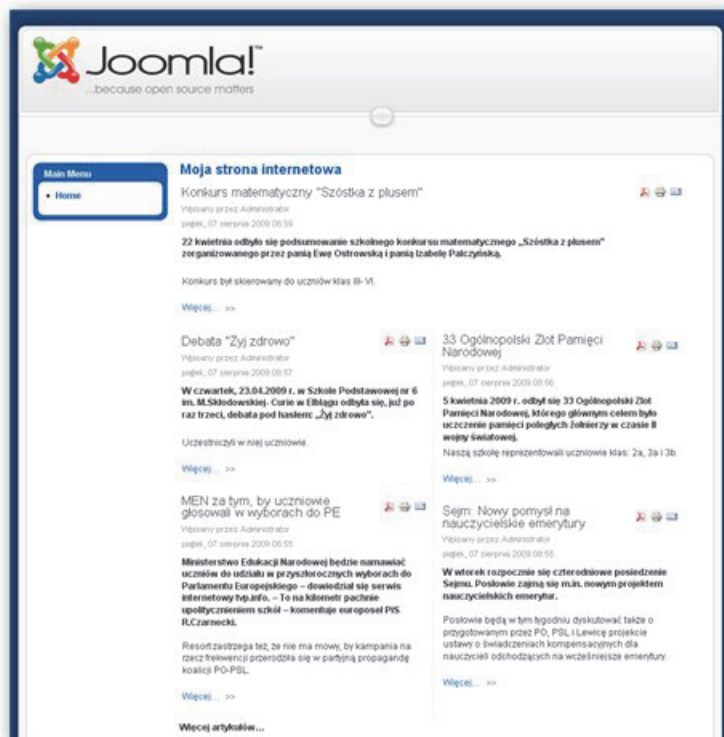 Joomla!™
...because open source matters
Main Menu
Home
Moja strona internetowa
Konkurs matematyczny "Szóstka z plusem"
Wpisany przez Administrator
piątek, 07 sierpnia 2009 08:59
22 kwietnia odbyło się podsumowanie szkolnego konkursu matematycznego „Szóstka z plusem"
zorganizowanego przez panią Ewę Ostrowską i panią Izabelę Palczyńską.
Konkurs był skierowany do uczniów klas III- VI.
Więcej... >>
Debata "Żyj zdrowo"
Wpisany przez Administrator
piątek, 07 sierpnia 2009 08:57
W czwartek, 23.04.2009 r. w Szkole Podstawowej nr 6
im. M.Skłodowskiej- Curie w Elblągu odbyła się, już po
raz trzeci, debata pod hasłem: „Żyj zdrowo".
Uczestniczyli w niej uczniowie.
Więcej... >>
33 Ogólnopolski Zlot Pamięci
Narodowej
Wpisany przez Administrator
piątek, 07 sierpnia 2009 08:56
5 kwietnia 2009 r. odbył się 33 Ogólnopolski Zlot
Pamięci Narodowej, którego głównym celem było
uczczenie pamięci poległych żołnierzy w czasie II
wojny światowej.
Naszą szkołę reprezentowali uczniowie klas: 2a, 3a i 3b.
Więcej... >>
MEN za tym, by uczniowie
głosowali w wyborach do PE
Wpisany przez Administrator
piątek, 07 sierpnia 2009 08:55
Ministerstwo Edukacji Narodowej będzie namawiać
uczniów do udziału w przyszłorocznych wyborach do
Parlamentu Europejskiego – dowiedział się serwis
internetowy tvp.info. – To na kilometr pachnie
upolitycznieniem szkół – komentuje europoseł PiS
R.Czarnecki.
Resort zastrzega też, że nie ma mowy, by kampania na
rzecz frekwencji przerodziła się w partyjną propagandę
koalicji PO-PSL.
Więcej... >>
Sejm: Nowy pomysł na
nauczycielskie emerytury
Wpisany przez Administrator
piątek, 07 sierpnia 2009 08:55
W wtorek rozpocznie się czterodniowe posiedzenie
Sejmu. Posłowie zajmą się m.in. nowym projektem
nauczycielskich emerytur.
Posłowie będą w tym tygodniu dyskutować także o
przygotowanym przez PO, PSL i Lewicę projekcie
ustawy o świadczeniach kompensacyjnych dla
nauczycieli odchodzących na wcześniejsze emerytury.
Więcej... >>
Więcej artykułów...